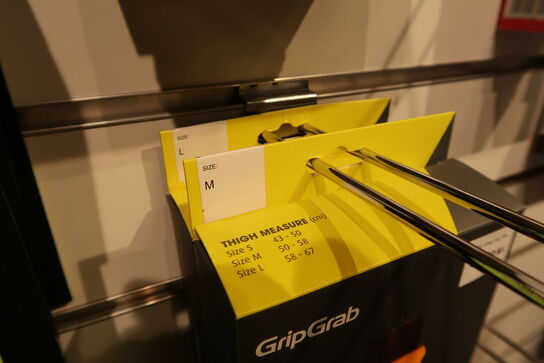 SIZE:
L
SIZE:
M
THIGH MEASURE (cm)
Size S 43 - 50
Size M 50 - 58
Size L 58 - 67
GripGrab